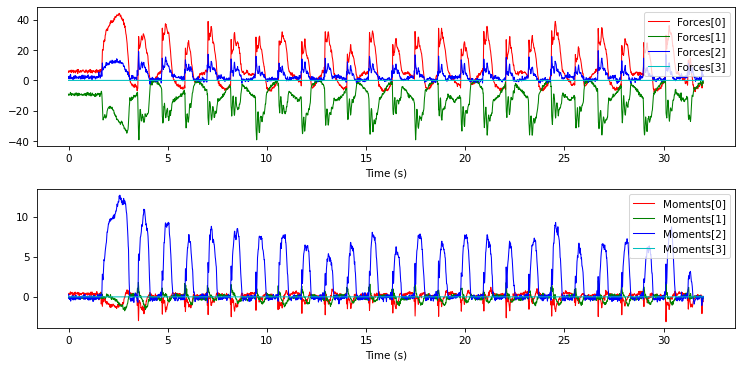 40
20
0
−20
−40
Forces[0]
Forces[1]
Forces[2]
Forces[3]
0 5 10 15 20 25 30
Time (s)
10
5
0
Moments[0]
Moments[1]
Moments[2]
Moments[3]
0 5 10 15 20 25 30
Time (s)